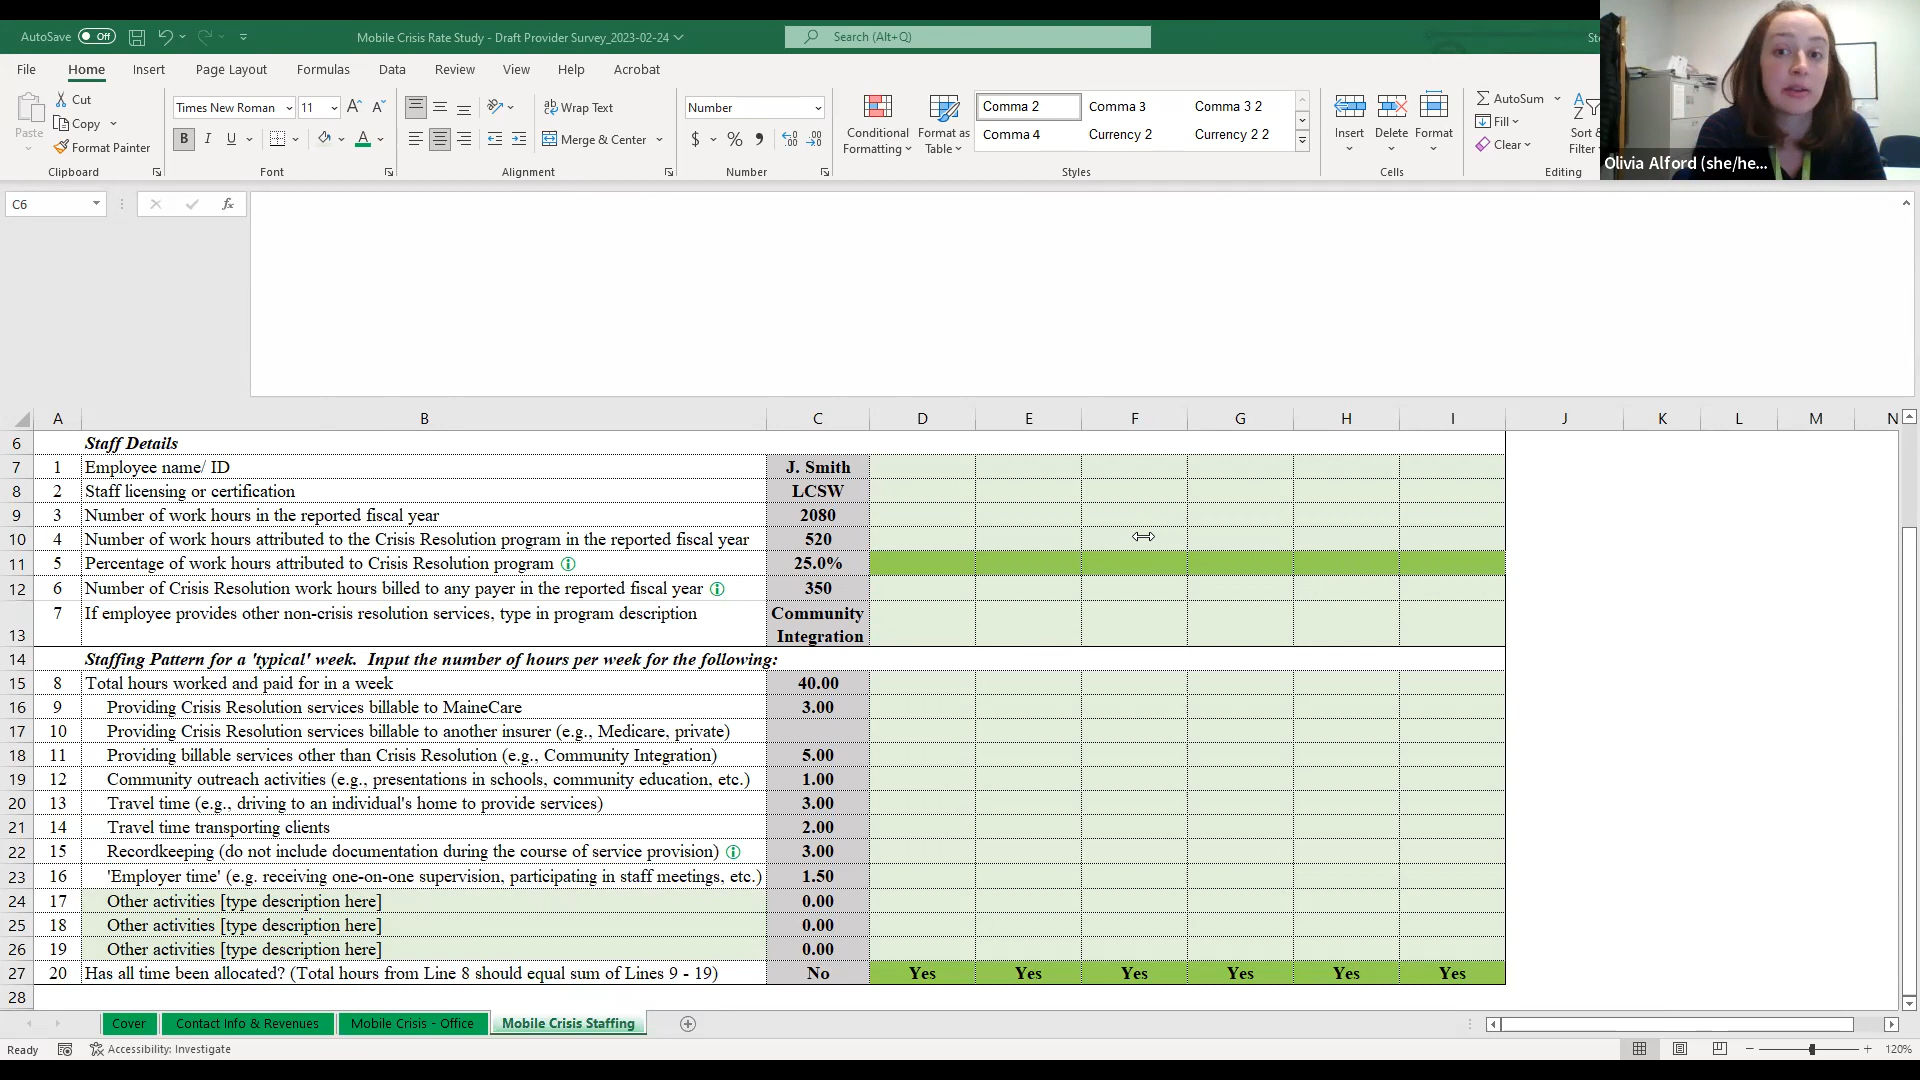 AutoSave Off
Mobile Crisis Rate Study - Draft Provider Survey_2023-02-24
Search (Alt+Q)
File Home Insert Page Layout Formulas Data Review View Help Acrobat
Paste
Cut
Copy
Format Painter
Clipboard
Times New Roman 11
B I U
Font
Wrap Text
Merge & Center
Alignment
Number
$ % ,
Number
Conditional Formatting
Format as Table
Comma 2 Comma 3 Comma 3 2
Comma 4 Currency 2 Currency 2 2
Styles
Insert Delete Format
Cells
AutoSum
Fill
Clear
Sort &
Filter
Editing
Olivia Alford (she/he...
C6
fx
A B C D E F G H I J K L M N
6 Staff Details
7 1 Employee name/ ID J. Smith
8 2 Staff licensing or certification LCSW
9 3 Number of work hours in the reported fiscal year 2080
10 4 Number of work hours attributed to the Crisis Resolution program in the reported fiscal year 520
11 5 Percentage of work hours attributed to Crisis Resolution program 25.0%
12 6 Number of Crisis Resolution work hours billed to any payer in the reported fiscal year 350
13 7 If employee provides other non-crisis resolution services, type in program description Community Integration
14 Staffing Pattern for a 'typical' week. Input the number of hours per week for the following:
15 8 Total hours worked and paid for in a week 40.00
16 9 Providing Crisis Resolution services billable to MaineCare 3.00
17 10 Providing Crisis Resolution services billable to another insurer (e.g., Medicare, private)
18 11 Providing billable services other than Crisis Resolution (e.g., Community Integration) 5.00
19 12 Community outreach activities (e.g., presentations in schools, community education, etc.) 1.00
20 13 Travel time (e.g., driving to an individual's home to provide services) 3.00
21 14 Travel time transporting clients 2.00
22 15 Recordkeeping (do not include documentation during the course of service provision) 3.00
23 16 'Employer time' (e.g. receiving one-on-one supervision, participating in staff meetings, etc.) 1.50
24 17 Other activities [type description here] 0.00
25 18 Other activities [type description here] 0.00
26 19 Other activities [type description here] 0.00
27 20 Has all time been allocated? (Total hours from Line 8 should equal sum of Lines 9 - 19) No Yes Yes Yes Yes Yes Yes
28
Cover Contact Info & Revenues Mobile Crisis - Office Mobile Crisis Staffing
Ready Accessibility: Investigate 120%